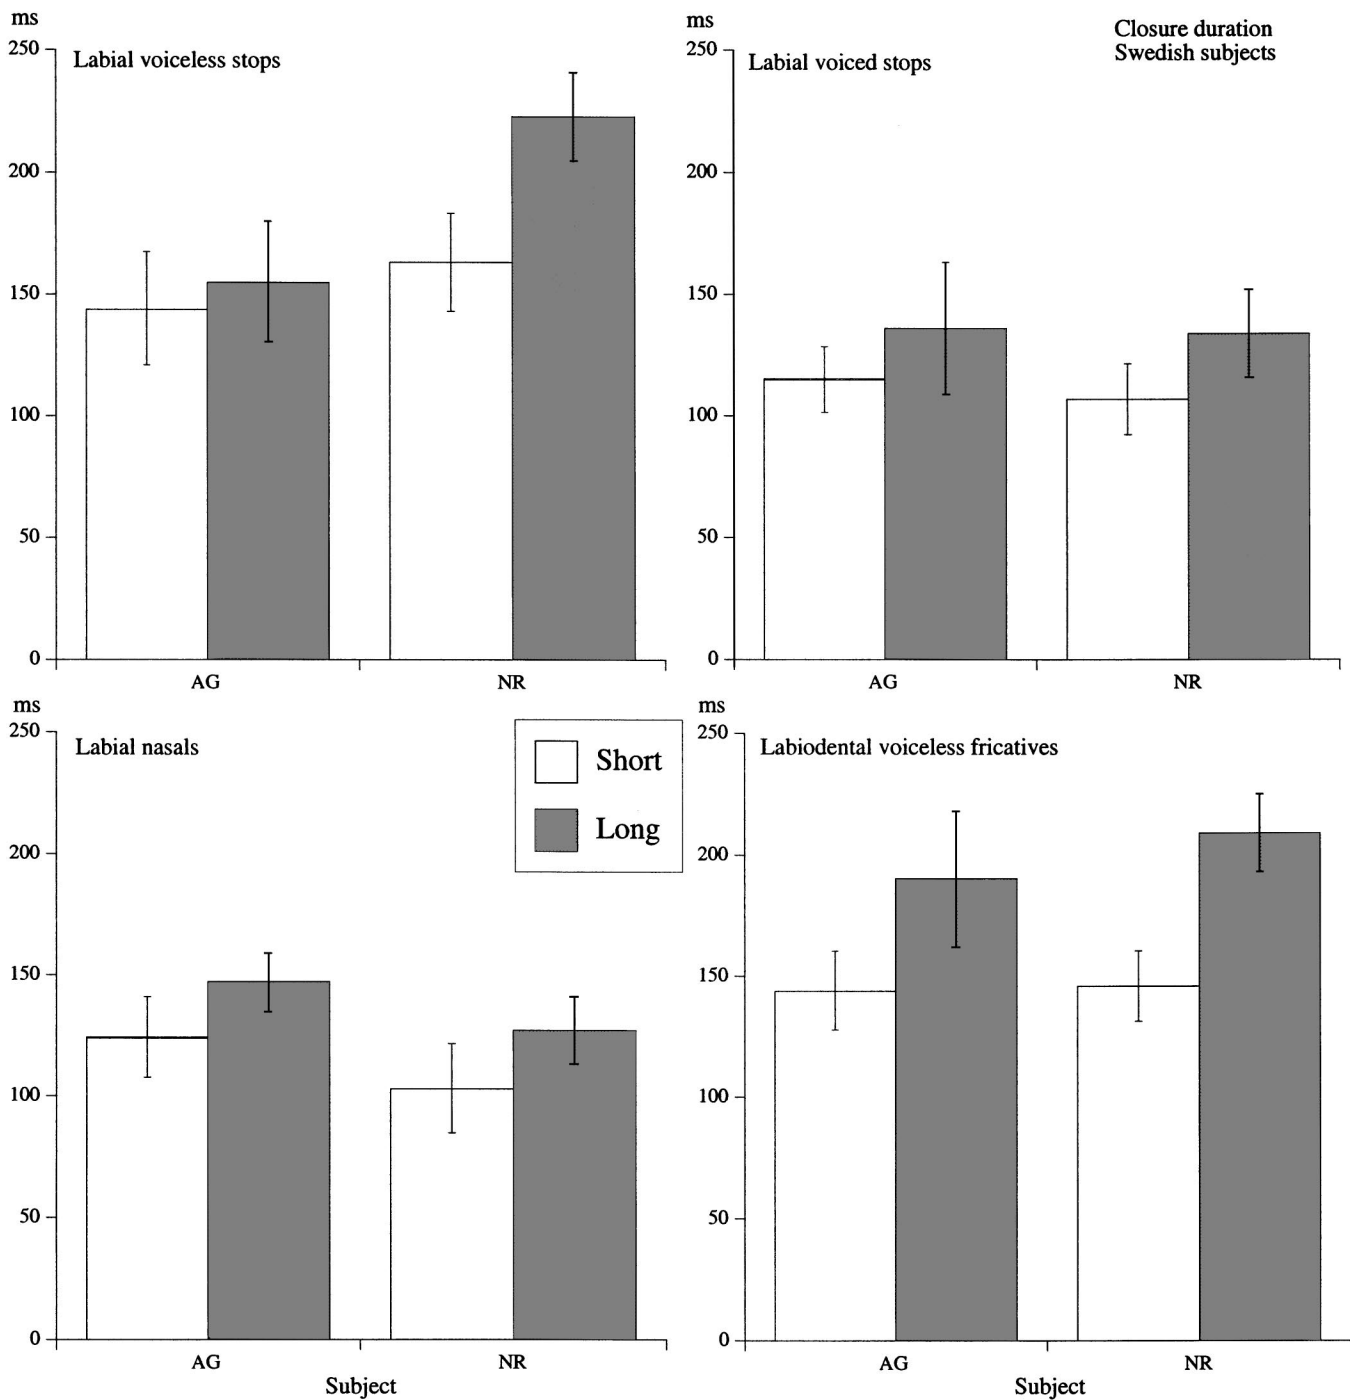 ms
250
Labial voiceless stops
200
150
100
50
0
AG
NR
ms
250
Labial voiced stops
Closure duration
Swedish subjects
200
150
100
50
0
AG
NR
ms
250
Labial nasals
200
150
100
50
0
AG
NR
Subject
Short
Long
250
Labiodental voiceless fricatives
ms
200
150
100
50
0
AG
NR
Subject